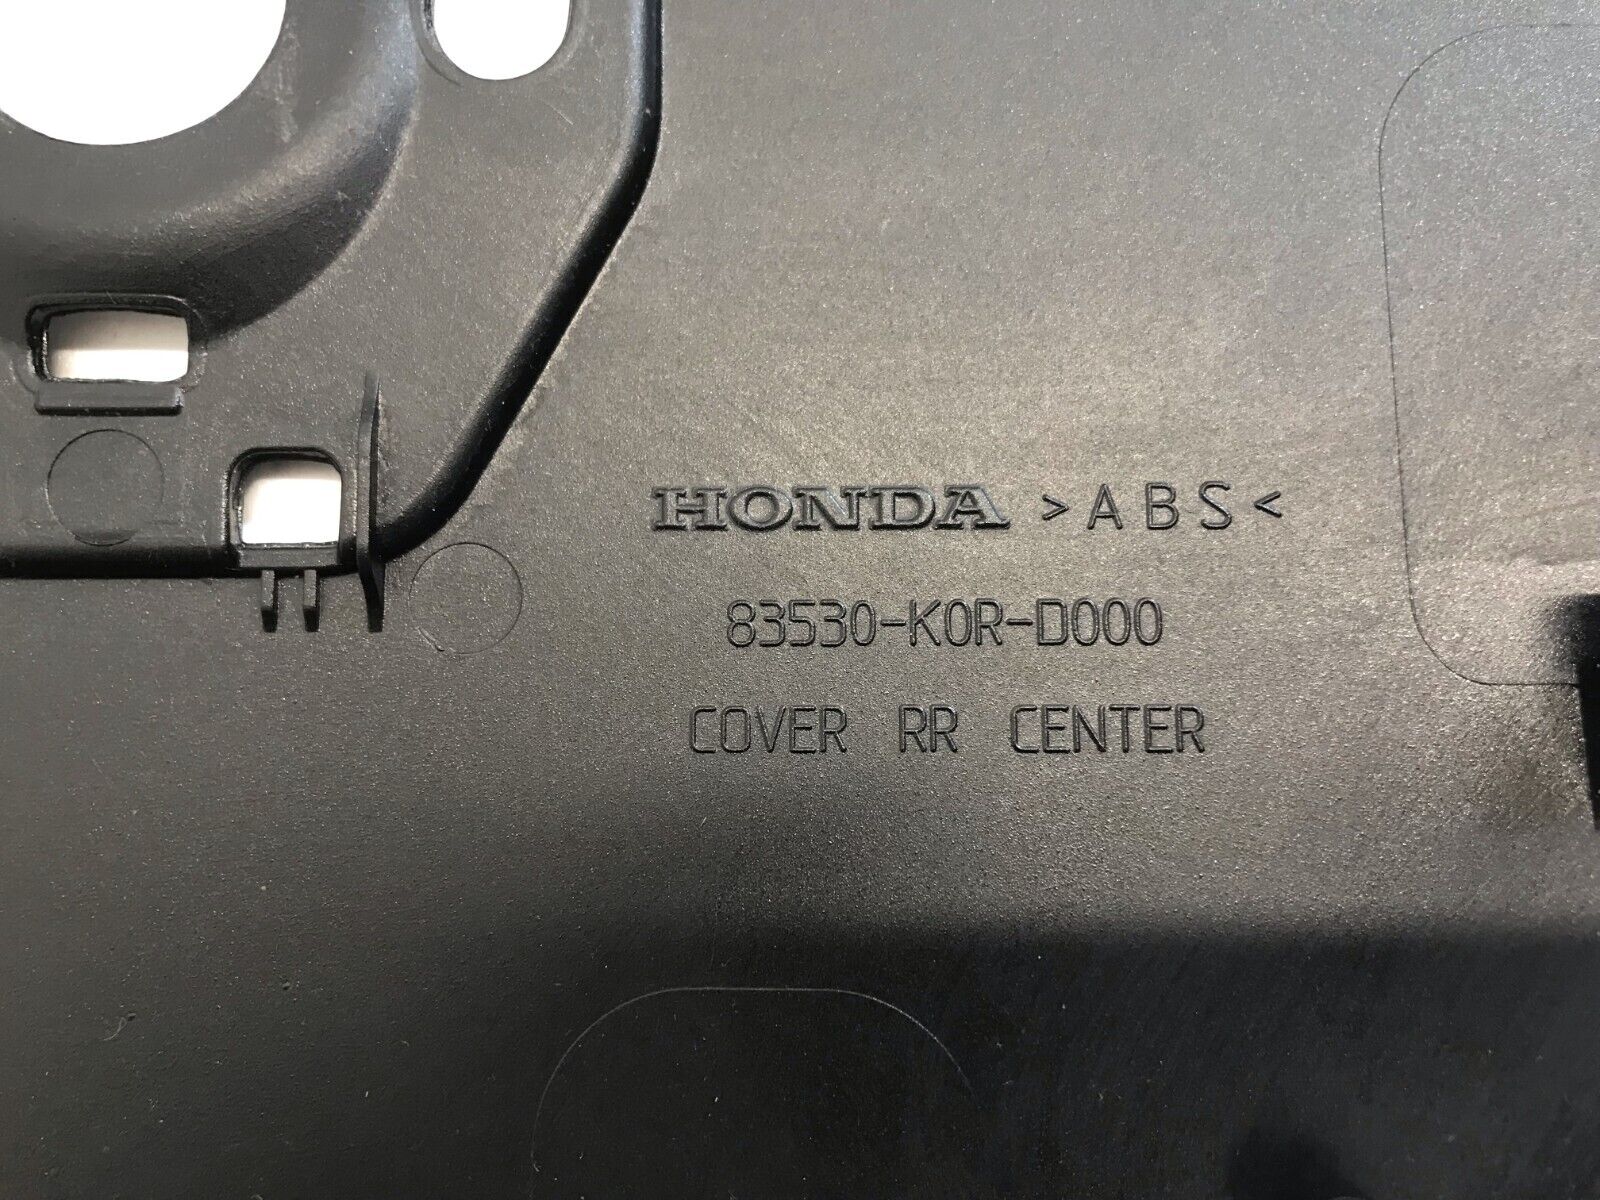 HONDA >ABS<
83530-K0R-D000
COVER RR CENTER